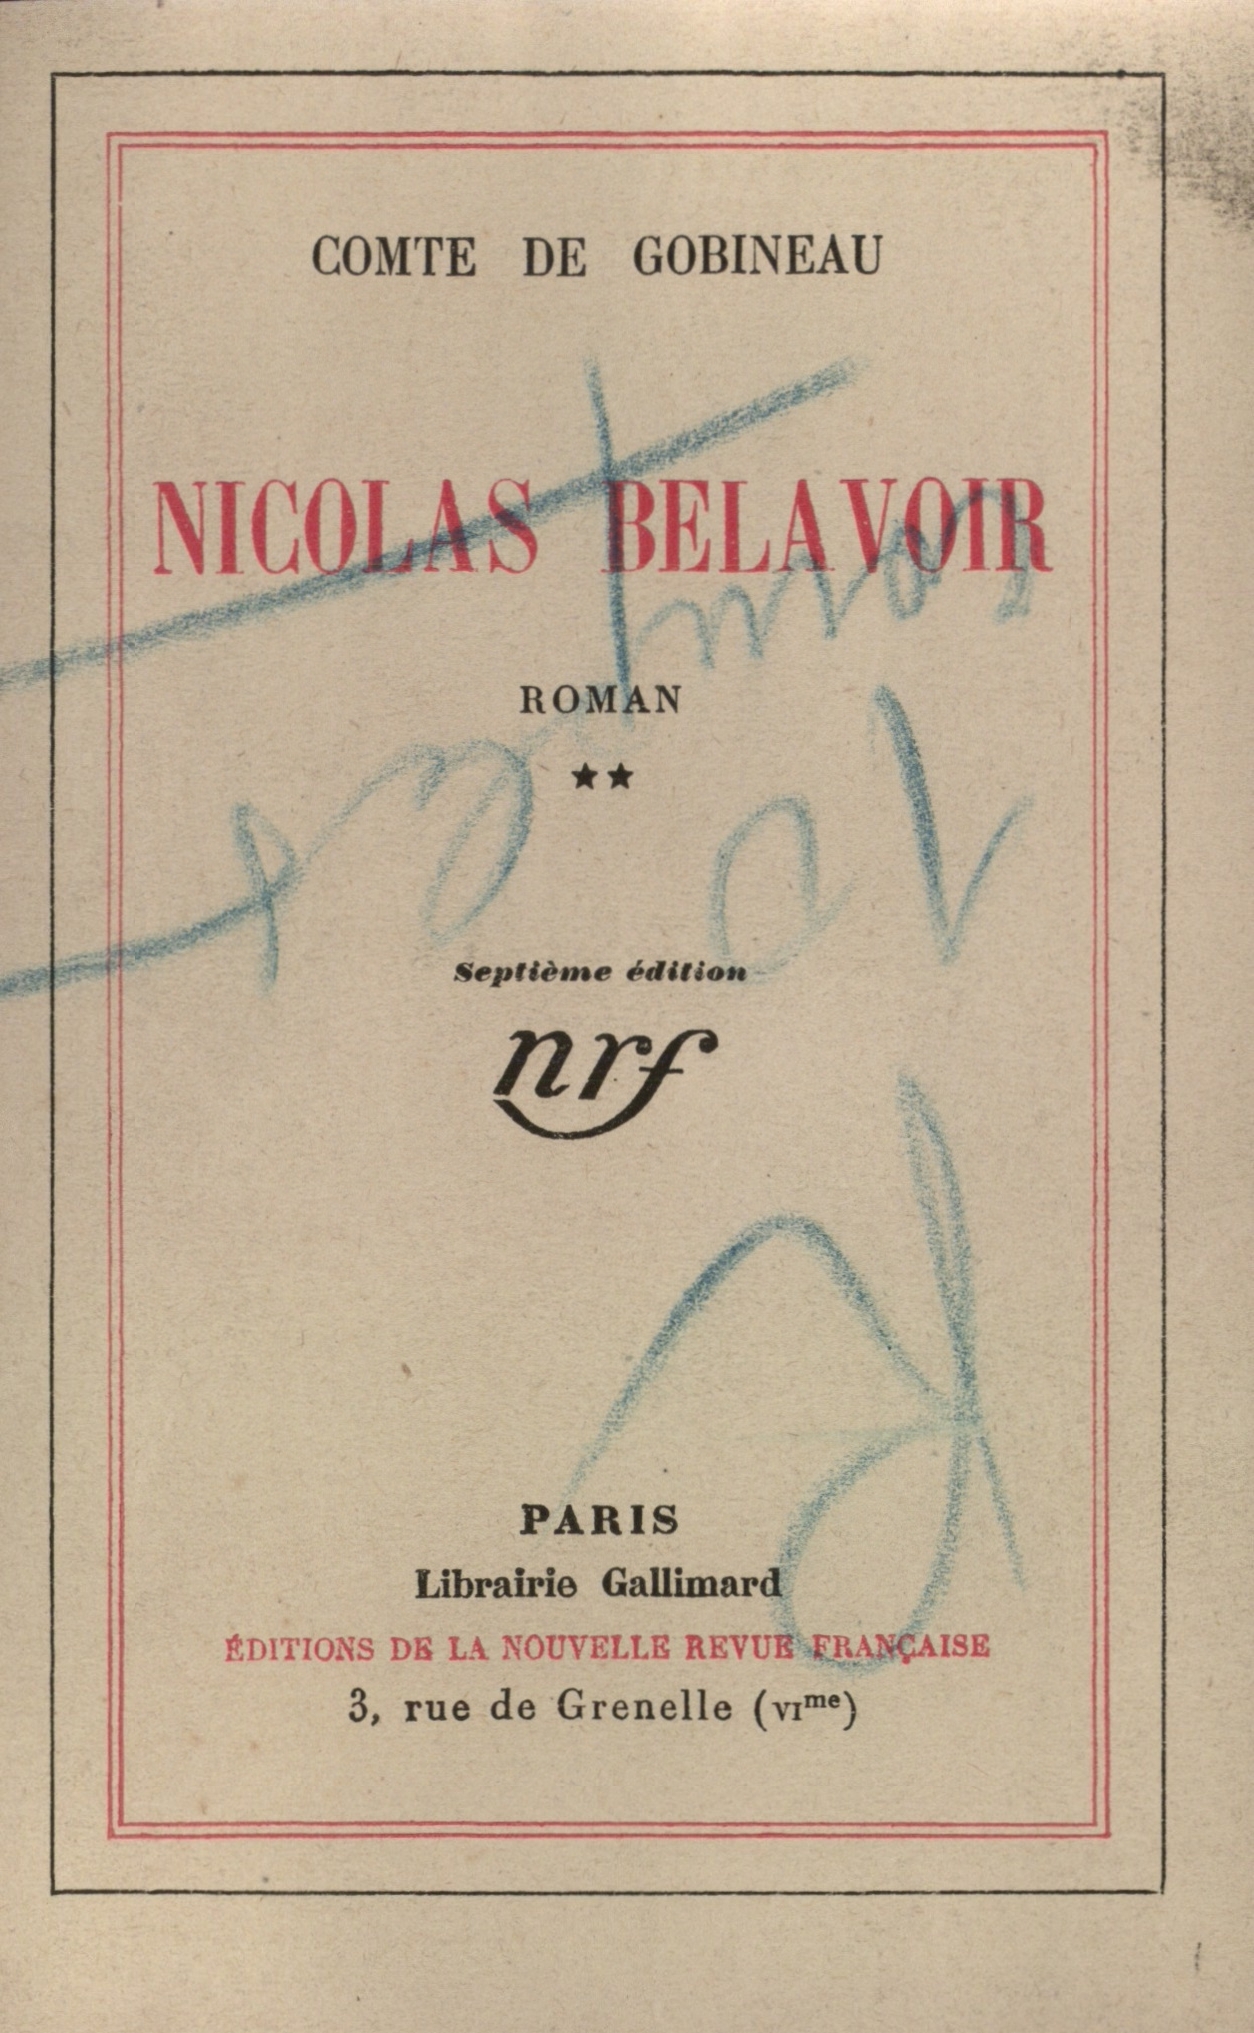 COMTE DE GOBINEAU
NICOLAS BELAVOIR
ROMAN
★★
Septième édition
nrf
PARIS
Librairie Gallimard
ÉDITIONS DE LA NOUVELLE REVUE FRANÇAISE
3, rue de Grenelle (VIme)